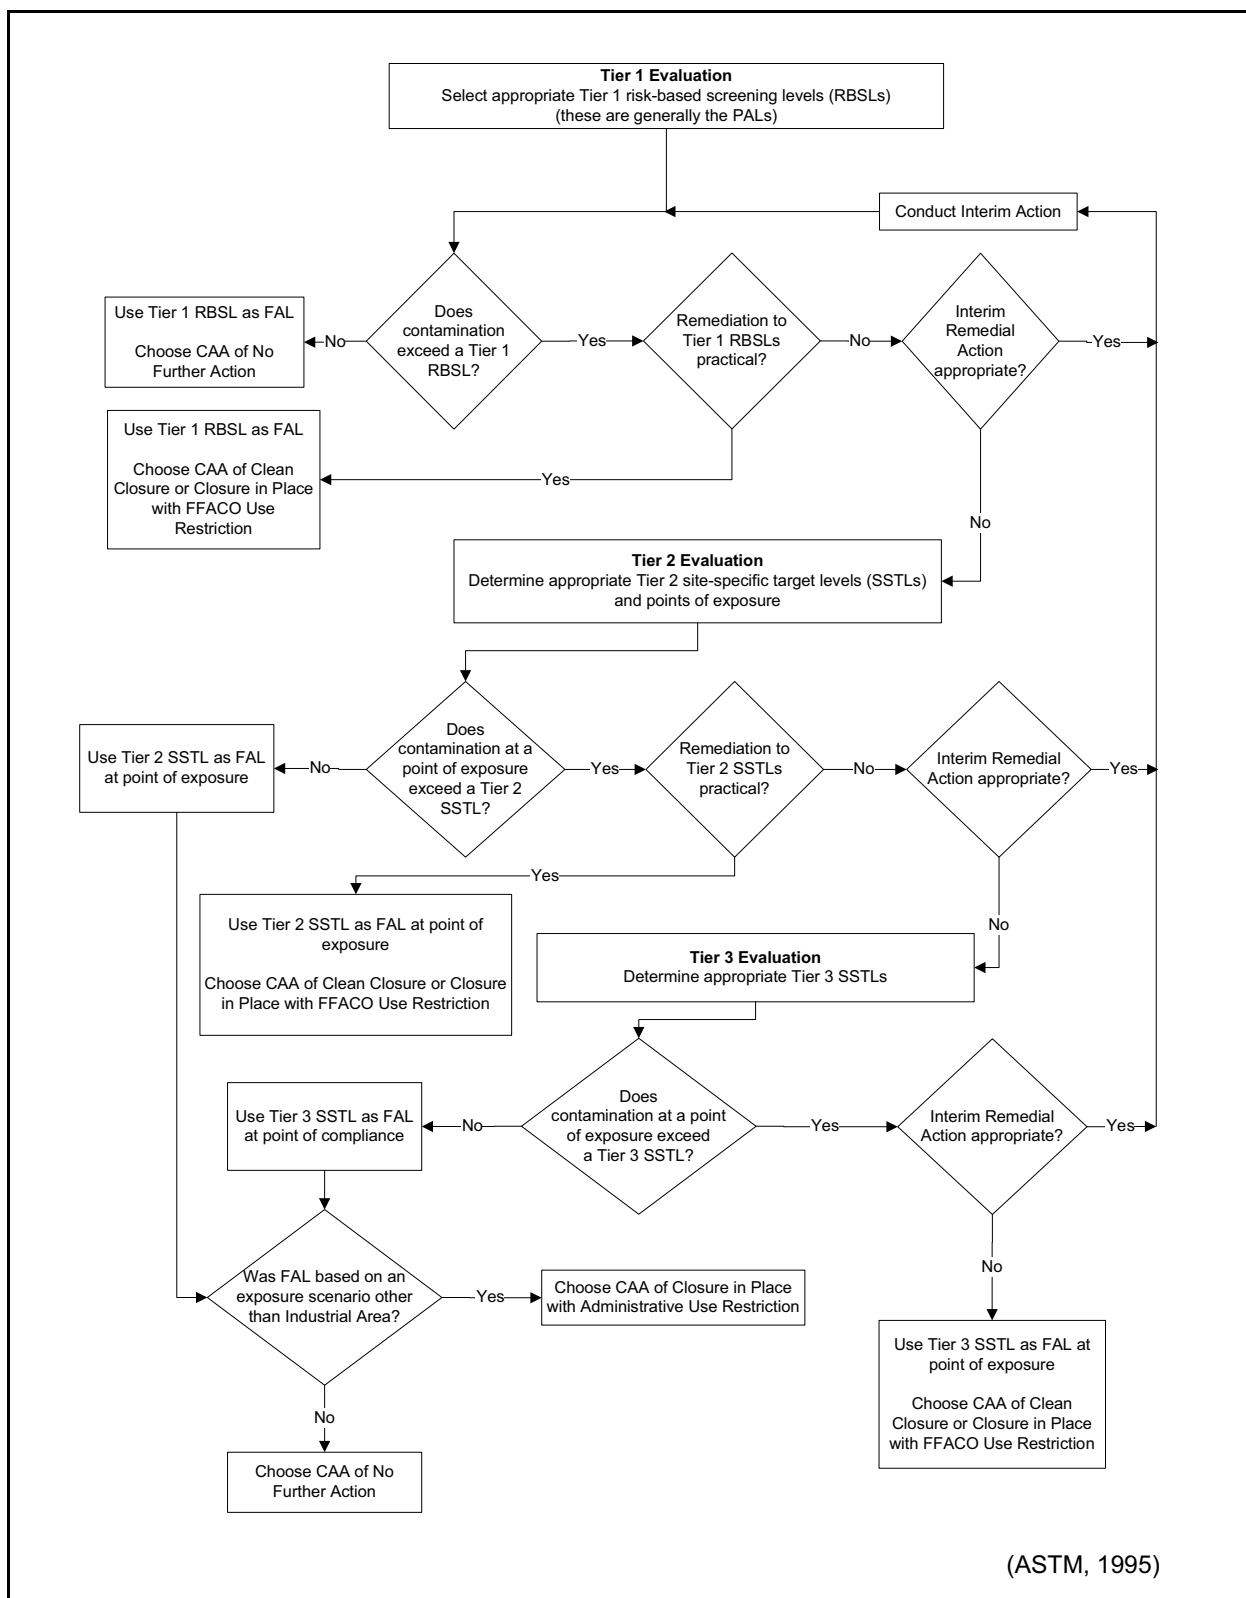 Tier 1 Evaluation
Select appropriate Tier 1 risk-based screening levels (RBSLs)
(these are generally the PALs)
Conduct Interim Action
Use Tier 1 RBSL as FAL
Choose CAA of No
Further Action
No
Does
contamination
exceed a Tier 1
RBSL?
Yes
Remediation to
Tier 1 RBSLs
practical?
No
Interim
Remedial
Action
appropriate?
Yes
Use Tier 1 RBSL as FAL
Choose CAA of Clean
Closure or Closure in Place
with FFACO Use
Restriction
Yes
No
Tier 2 Evaluation
Determine appropriate Tier 2 site-specific target levels (SSTLs)
and points of exposure
Use Tier 2 SSTL as FAL
at point of exposure
No
Does
contamination at a
point of exposure
exceed a Tier 2
SSTL?
Yes
Remediation to
Tier 2 SSTLs
practical?
No
Interim Remedial
Action appropriate?
Yes
Yes
Use Tier 2 SSTL as FAL at point of
exposure
Choose CAA of Clean Closure or Closure
in Place with FFACO Use Restriction
No
Tier 3 Evaluation
Determine appropriate Tier 3 SSTLs
Use Tier 3 SSTL as FAL
at point of compliance
No
Does
contamination at a point
of exposure exceed
a Tier 3 SSTL?
Yes
Interim Remedial
Action appropriate?
Yes
Was FAL based on an
exposure scenario other
than Industrial Area?
Yes
Choose CAA of Closure in Place
with Administrative Use Restriction
No
Use Tier 3 SSTL as FAL at
point of exposure
Choose CAA of Clean
Closure or Closure in Place
with FFACO Use Restriction
No
Choose CAA of No
Further Action
(ASTM, 1995)